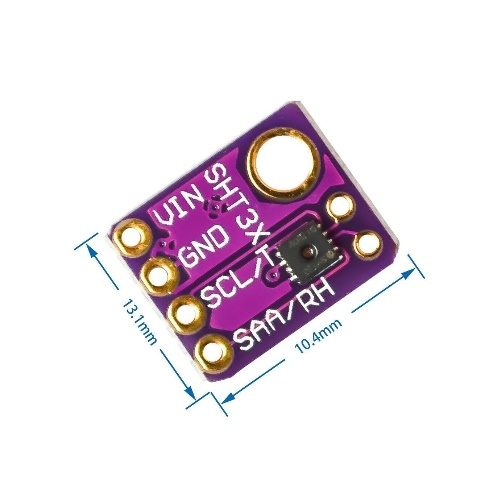 SHT3X
VIN
GND
SCL/T
SAA/RH
13.1mm
10.4mm